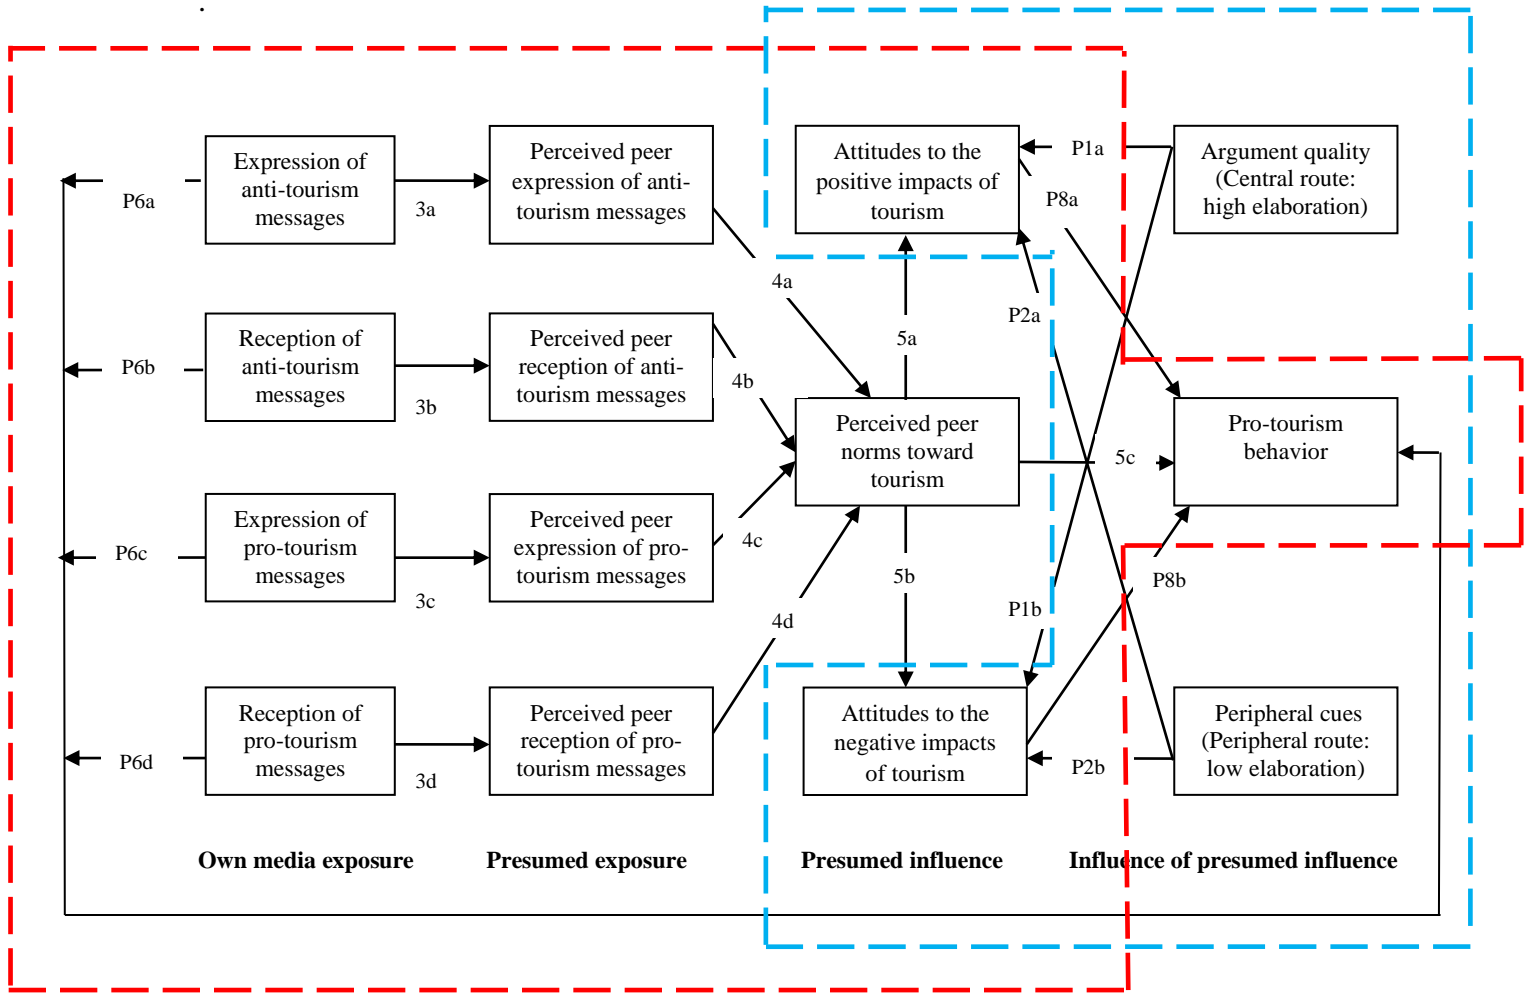 .
Expression of
anti-tourism
messages
Perceived peer
expression of anti-
tourism messages
Attitudes to the
positive impacts of
tourism
Argument quality
(Central route:
high elaboration)
P6a
3a
P1a
P8a
4a
P2a
5a
Reception of
anti-tourism
messages
Perceived peer
reception of anti-
tourism messages
P6b
3b
4b
Perceived peer
norms toward
tourism
5c
Pro-tourism
behavior
Expression of
pro-tourism
messages
Perceived peer
expression of pro-
tourism messages
P6c
3c
4c
5b
P8b
P1b
4d
Reception of
pro-tourism
messages
Perceived peer
reception of pro-
tourism messages
Attitudes to the
negative impacts
of tourism
Peripheral cues
(Peripheral route:
low elaboration)
P6d
3d
P2b
Own media exposure
Presumed exposure
Presumed influence
Influence of presumed influence